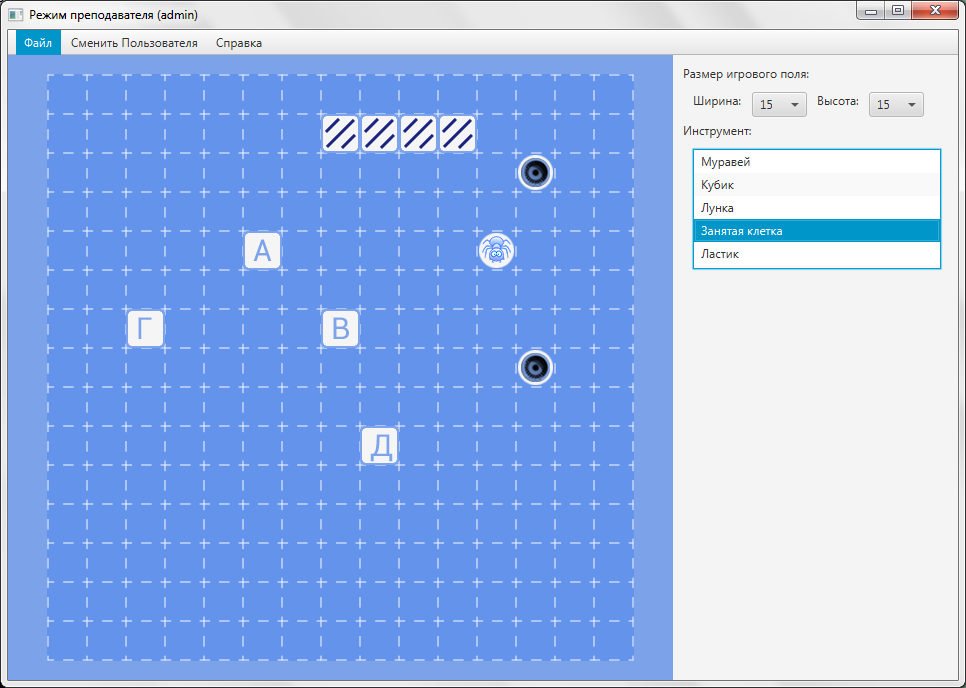 Режим преподавателя (admin)
Файл Сменить Пользователя Справка
Размер игрового поля:
Ширина: 15 Высота: 15
Инструмент:
Муравей
Кубик
Лунка
Занятая клетка
Ластик
А
Г В
Д